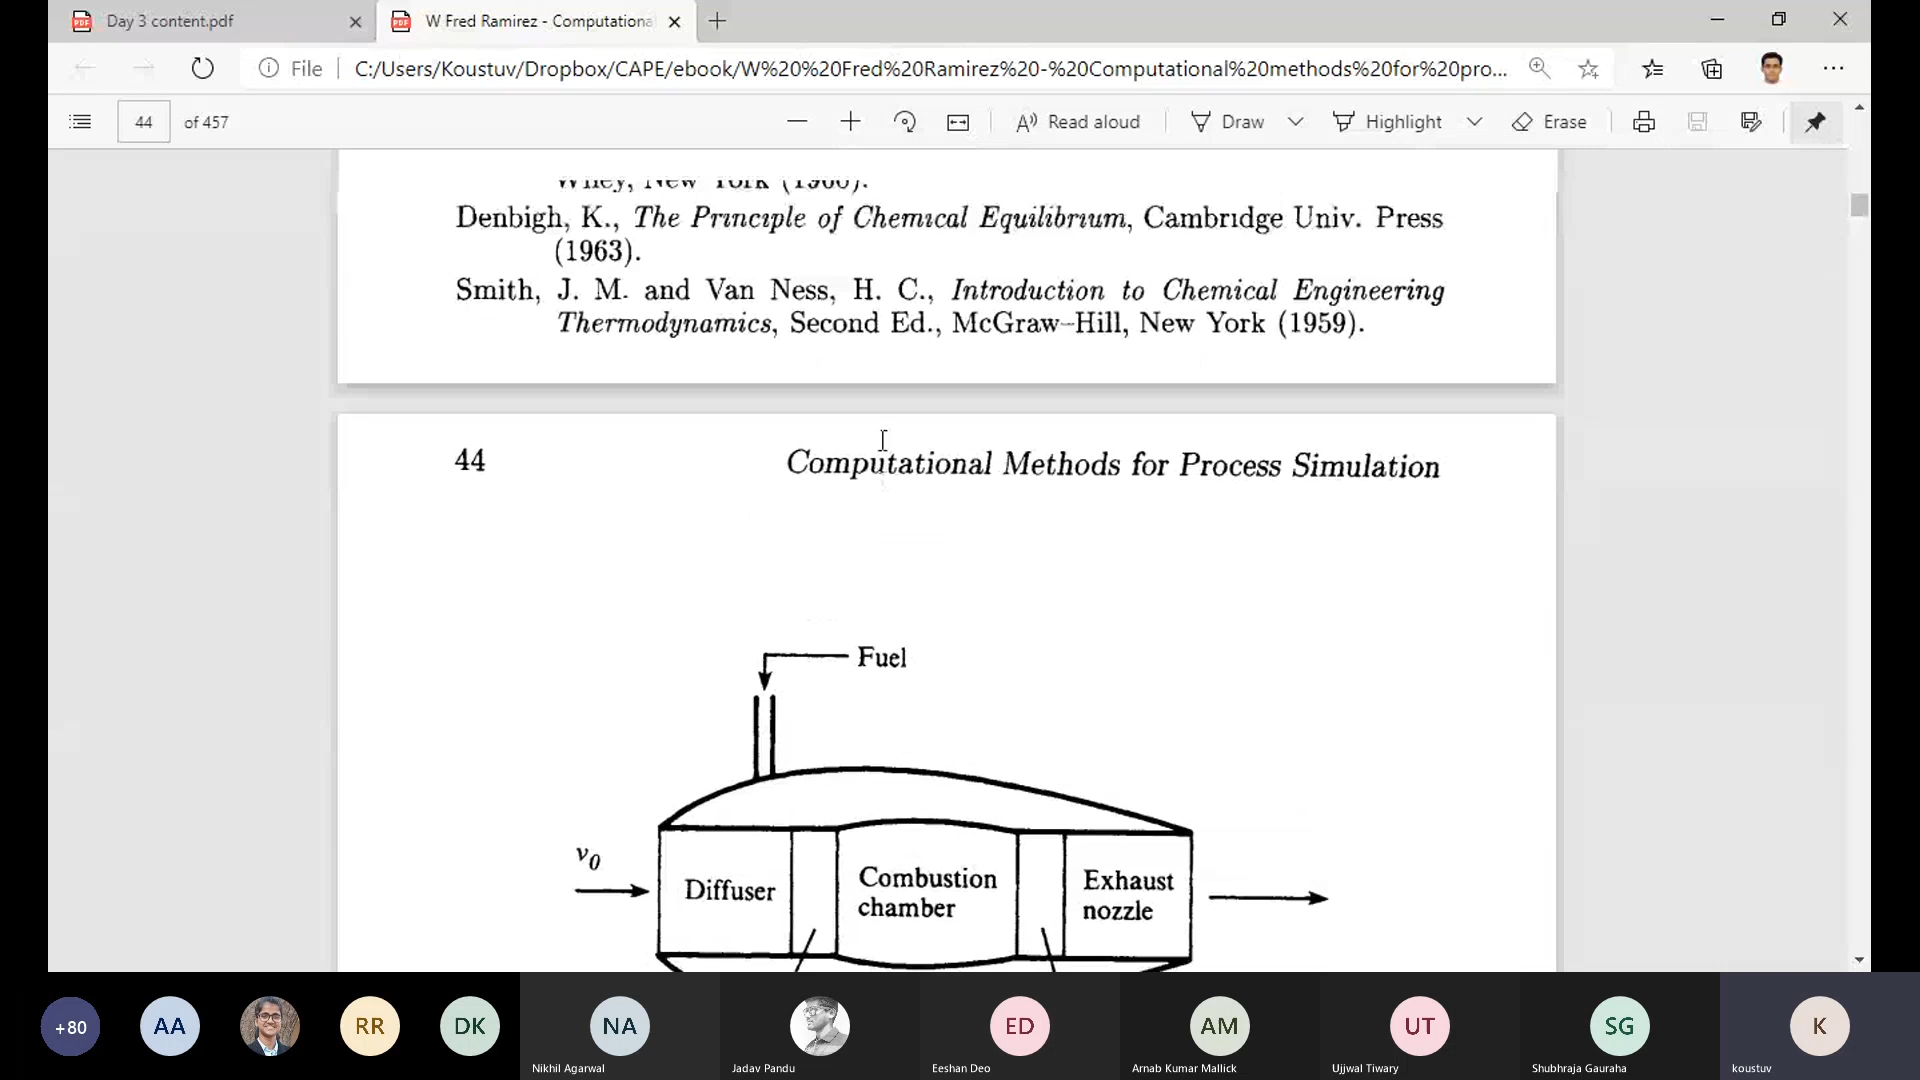 Day 3 content.pdf
W Fred Ramirez - Computationa
File
C:/Users/Koustuv/Dropbox/CAPE/ebook/W%20%20Fred%20Ramirez%20-%20Computational%20methods%20for%20pro...
44 of 457
Read aloud
Draw
Highlight
Erase
Wiley, New York (1966).
Denbigh, K., The Principle of Chemical Equilibrium, Cambridge Univ. Press
(1963).
Smith, J. M. and Van Ness, H. C., Introduction to Chemical Engineering
Thermodynamics, Second Ed., McGraw–Hill, New York (1959).
44
Computational Methods for Process Simulation
Fuel
v0
Diffuser
Combustion
chamber
Exhaust
nozzle
+80
AA
RR
DK
NA
ED
AM
UT
SG
K
Nikhil Agarwal
Jadav Pandu
Eeshan Deo
Arnab Kumar Mallick
Ujjwal Tiwary
Shubhraja Gauraha
koustuv